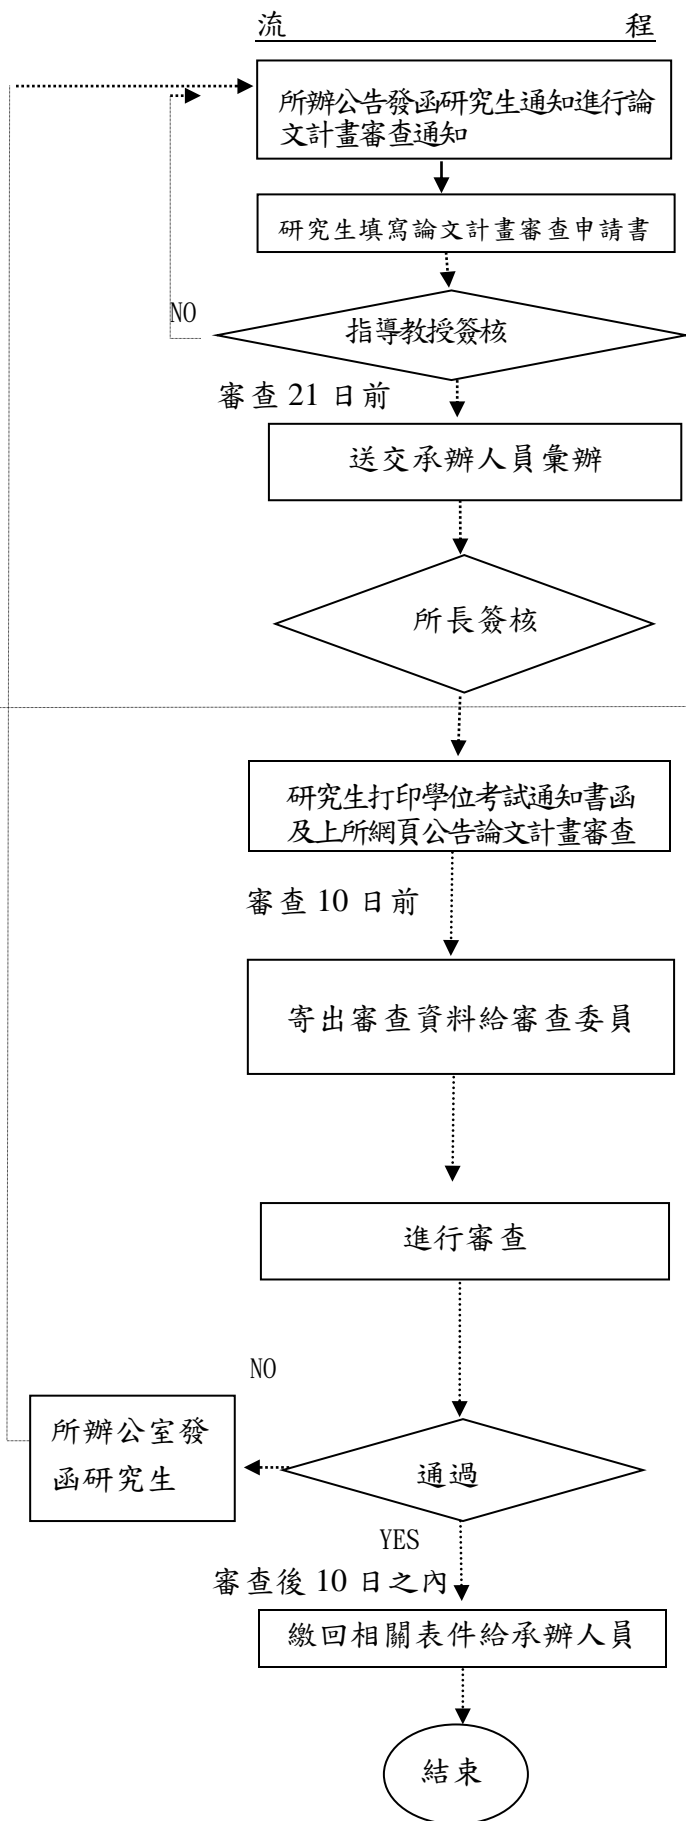 流程
所辦公告發函研究生通知進行論
文計畫審查通知
研究生填寫論文計畫審查申請書
NO
指導教授簽核
審查 21 日前
送交承辦人員彙辦
所長簽核
研究生打印學位考試通知書函
及上所網頁公告論文計畫審查
審查 10 日前
寄出審查資料給審查委員
進行審查
NO
所辦公室發
函研究生
通過
YES
審查後 10 日之內
繳回相關表件給承辦人員
結束